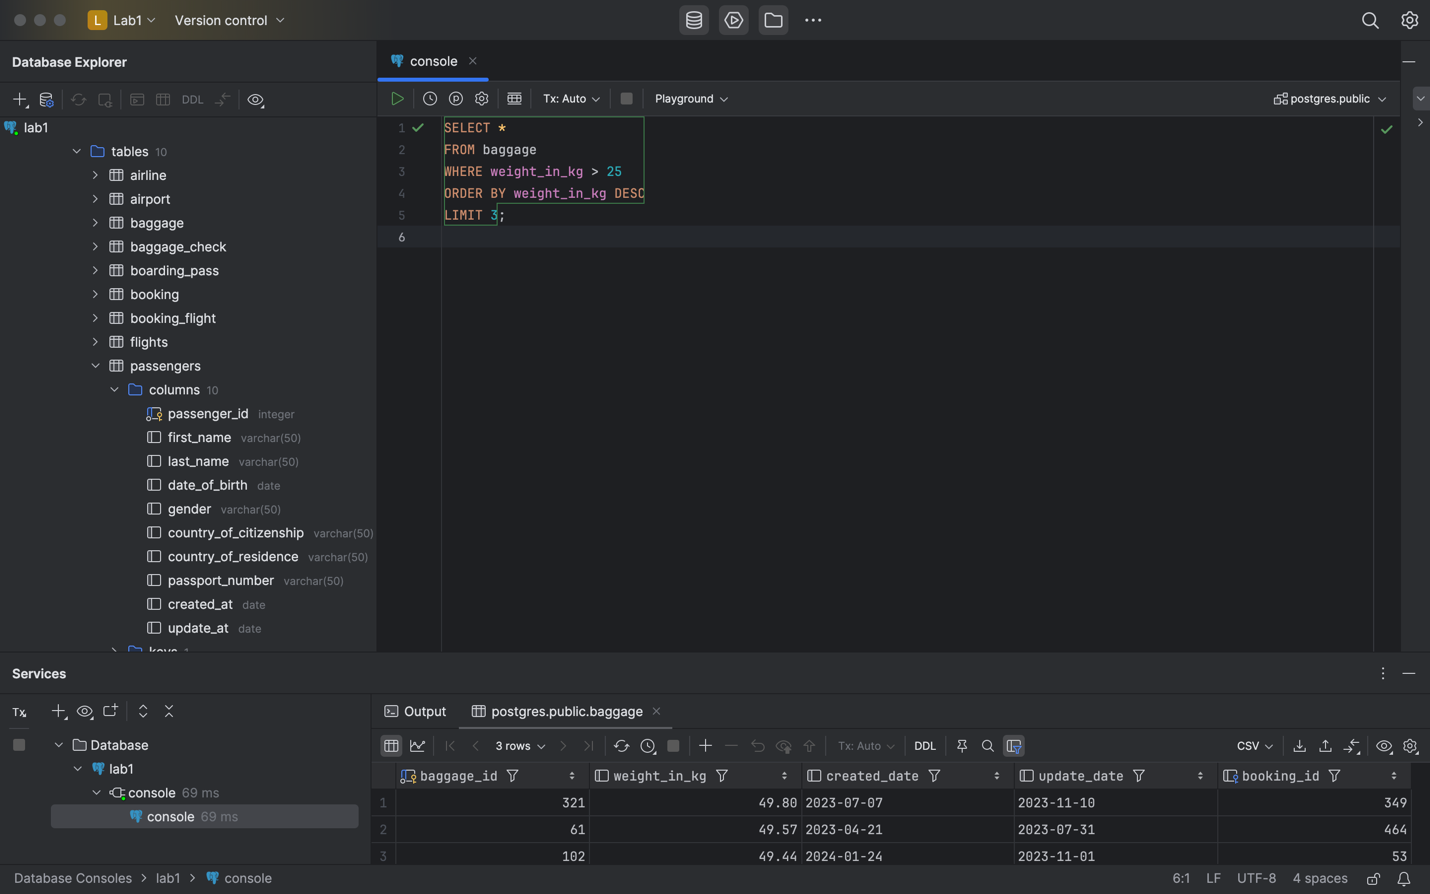 L Lab1 Version control
Database Explorer
console
DDL
Tx: Auto Playground postgres.public
lab1
tables 10
airline
airport
baggage
baggage_check
boarding_pass
booking
booking_flight
flights
passengers
columns 10
passenger_id integer
first_name varchar(50)
last_name varchar(50)
date_of_birth date
gender varchar(50)
country_of_citizenship varchar(50)
country_of_residence varchar(50)
passport_number varchar(50)
created_at date
update_at date
keys 1
1 SELECT *
2 FROM baggage
3 WHERE weight_in_kg > 25
4 ORDER BY weight_in_kg DESC
5 LIMIT 3;
6
Services
Tx
Database
lab1
console 69 ms
console 69 ms
Output postgres.public.baggage
3 rows Tx: Auto DDL CSV
baggage_id weight_in_kg created_date update_date booking_id
1 321 49.80 2023-07-07 2023-11-10 349
2 61 49.57 2023-04-21 2023-07-31 464
3 102 49.44 2024-01-24 2023-11-01 53
Database Consoles > lab1 > console 6:1 LF UTF-8 4 spaces